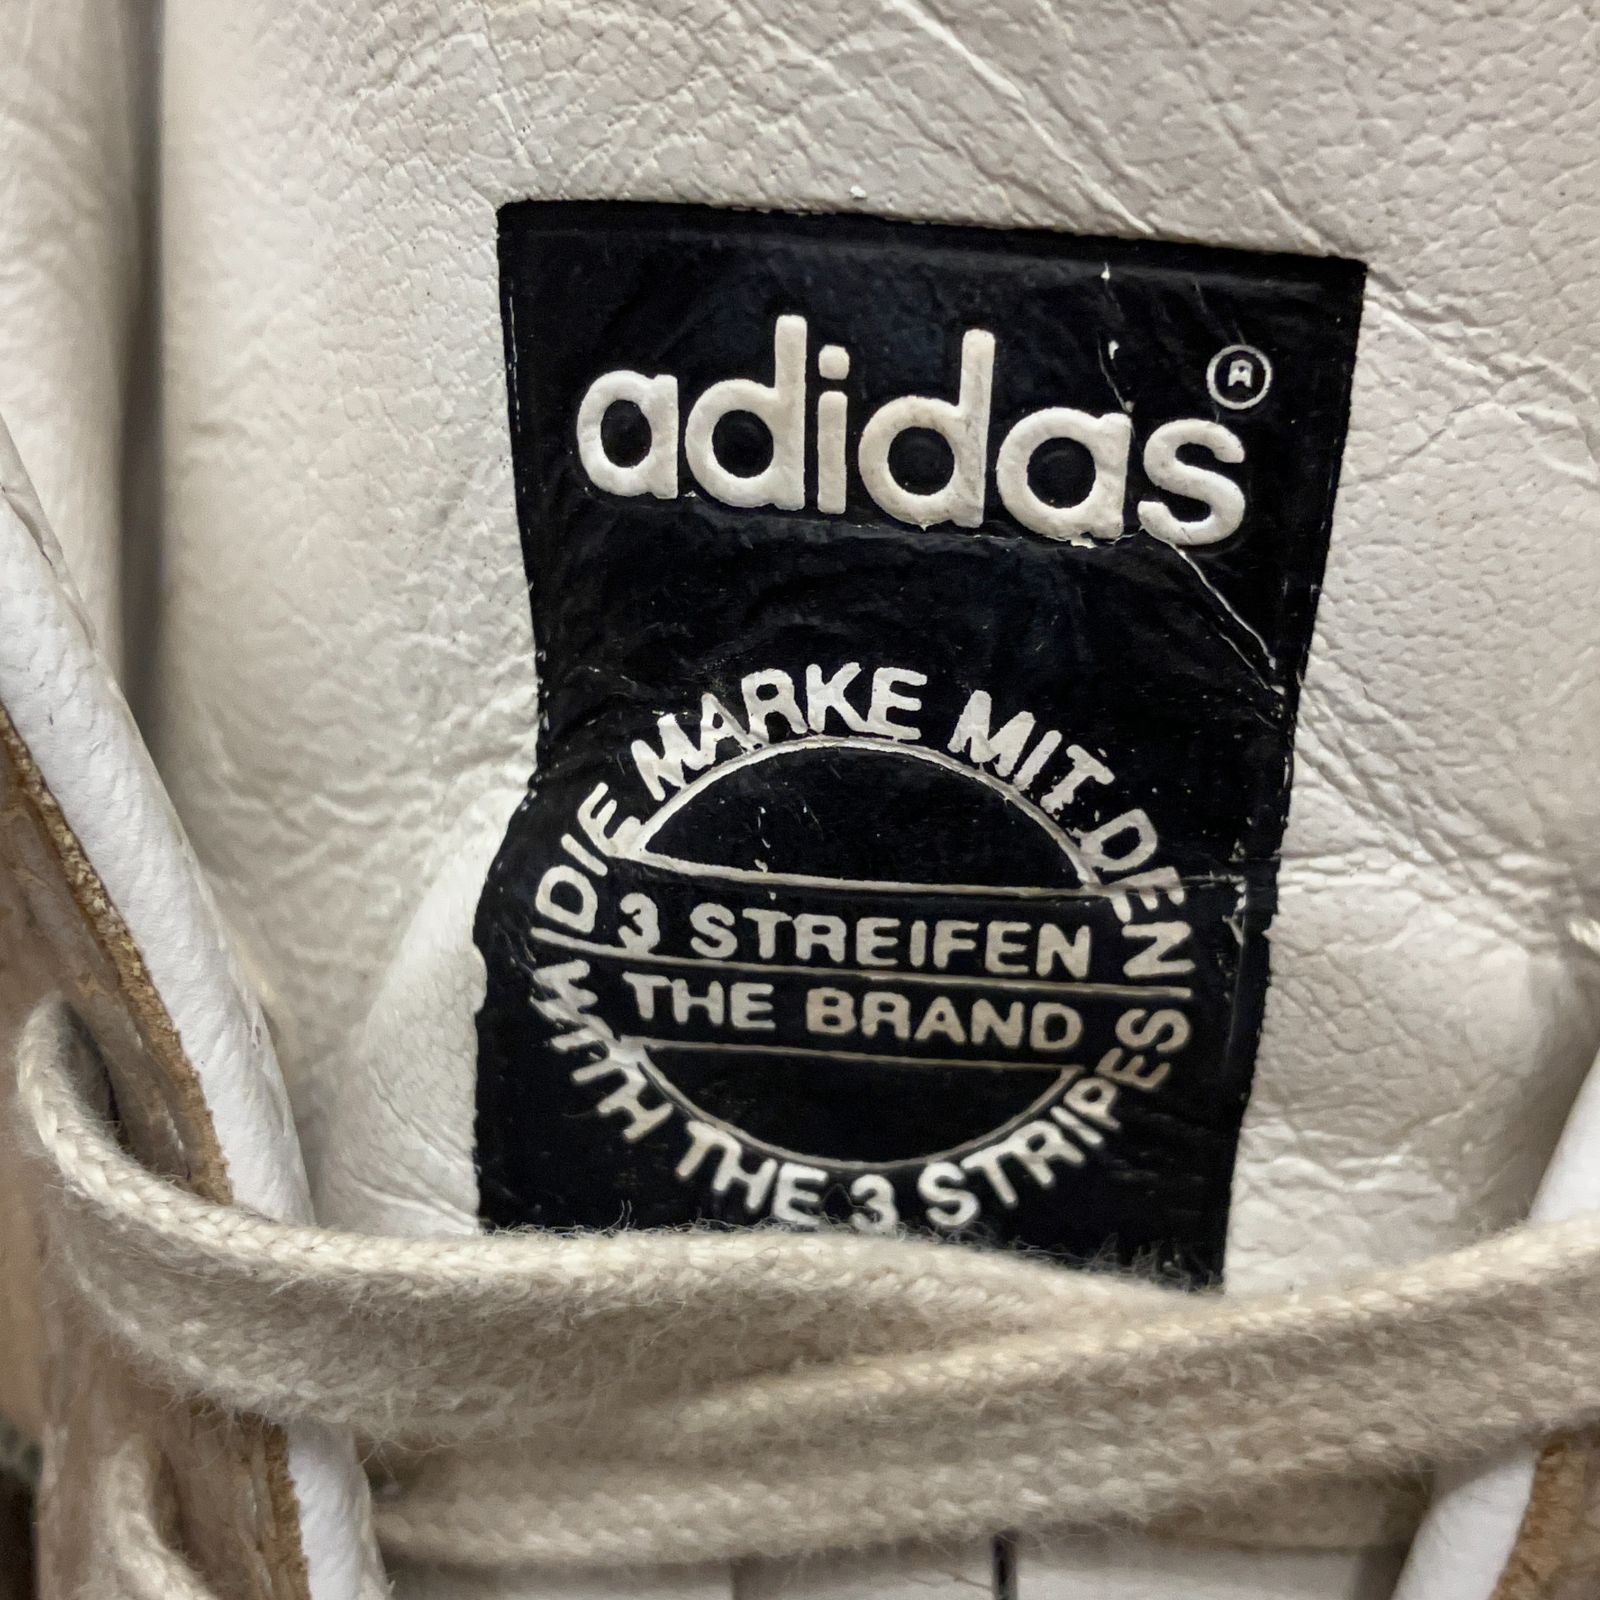 adidas®
DIE MARKE MIT DEN
3 STREIFEN
THE BRAND
WITH THE 3 STRIPES